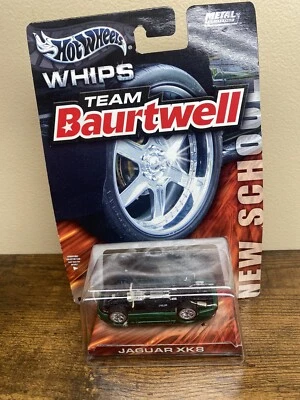 Hot Wheels
METAL
WHIPS
TEAM
Baurtwell
NEW SCHOOL
JAGUAR XK8